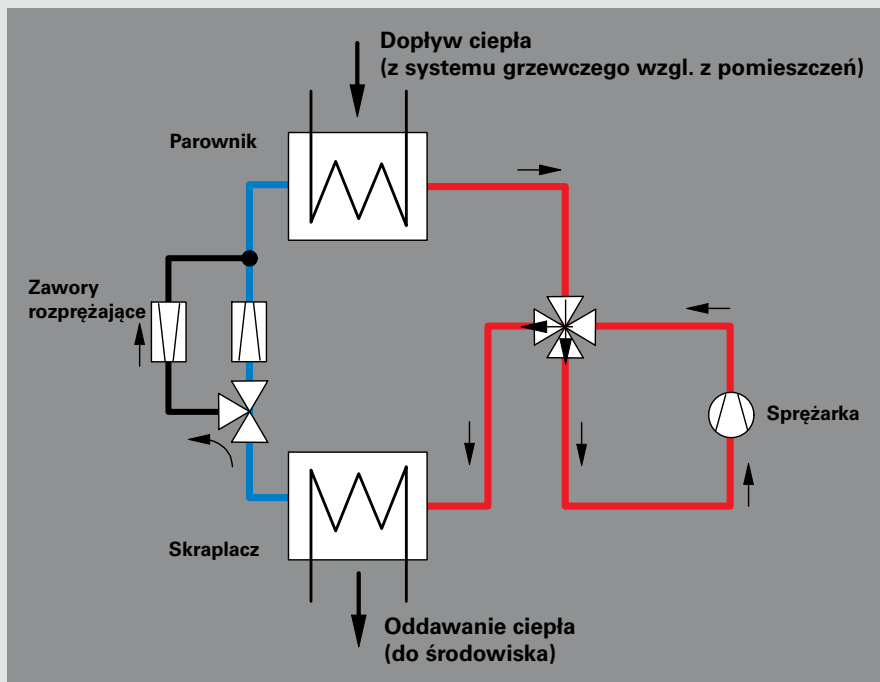 Dopływ ciepła
(z systemu grzewczego wzgl. z pomieszczeń)
Parownik
Zawory
rozprężające
Sprężarka
Skraplacz
Oddawanie ciepła
(do środowiska)